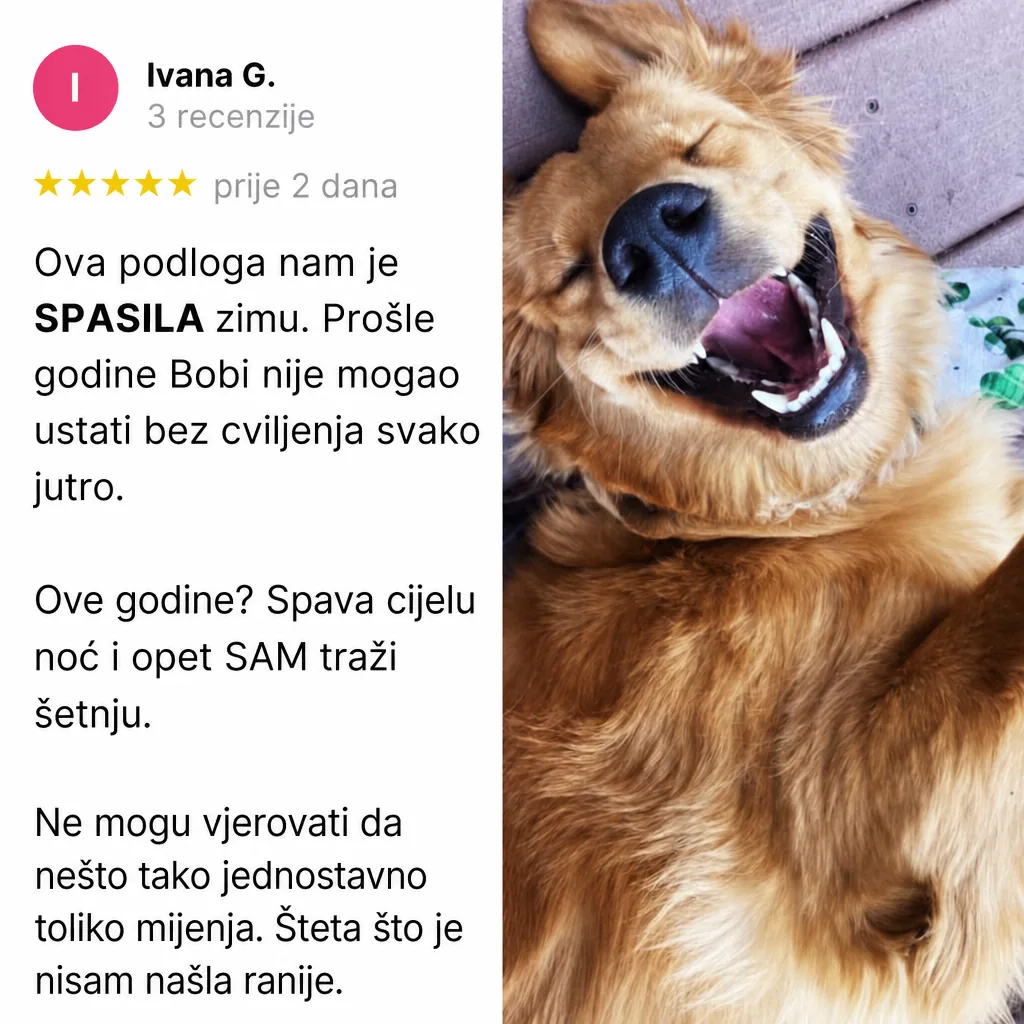 I
Ivana G.
3 recenzije
★★★★★ prije 2 dana
Ova podloga nam je
SPASILA zimu. Prošle
godine Bobi nije mogao
ustati bez cviljenja svako
jutro.
Ove godine? Spava cijelu
noć i opet SAM traži
šetnju.
Ne mogu vjerovati da
nešto tako jednostavno
toliko mijenja. Šteta što je
nisam našla ranije.